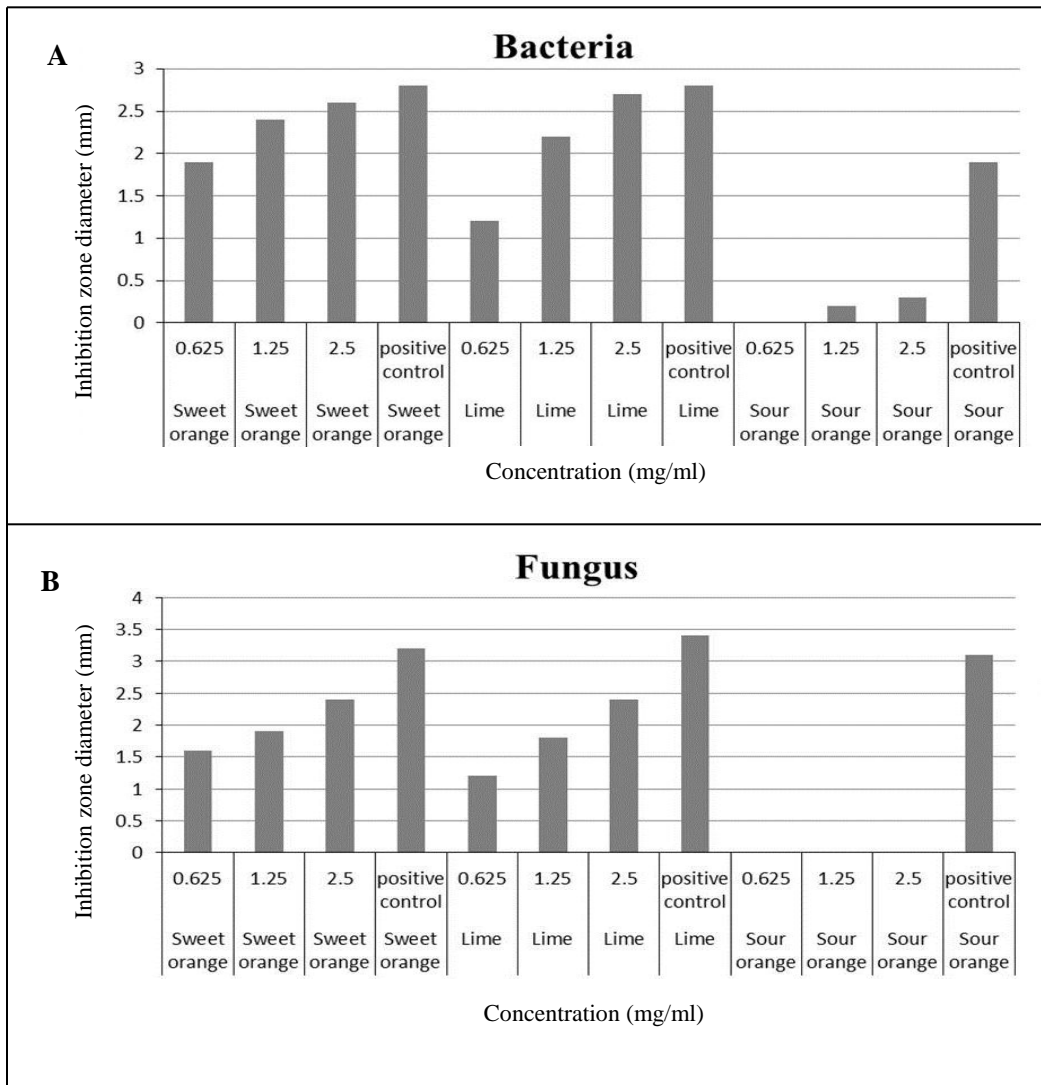 A
Bacteria
Inhibition zone diameter (mm)
3
2.5
2
1.5
1
0.5
0
0.625 1.25 2.5 positive control 0.625 1.25 2.5 positive control 0.625 1.25 2.5 positive control
Sweet orange Sweet orange Sweet orange Sweet orange Lime Lime Lime Lime Sour orange Sour orange Sour orange Sour orange
Concentration (mg/ml)
B
Fungus
Inhibition zone diameter (mm)
4
3.5
3
2.5
2
1.5
1
0.5
0
0.625 1.25 2.5 positive control 0.625 1.25 2.5 positive control 0.625 1.25 2.5 positive control
Sweet orange Sweet orange Sweet orange Sweet orange Lime Lime Lime Lime Sour orange Sour orange Sour orange Sour orange
Concentration (mg/ml)